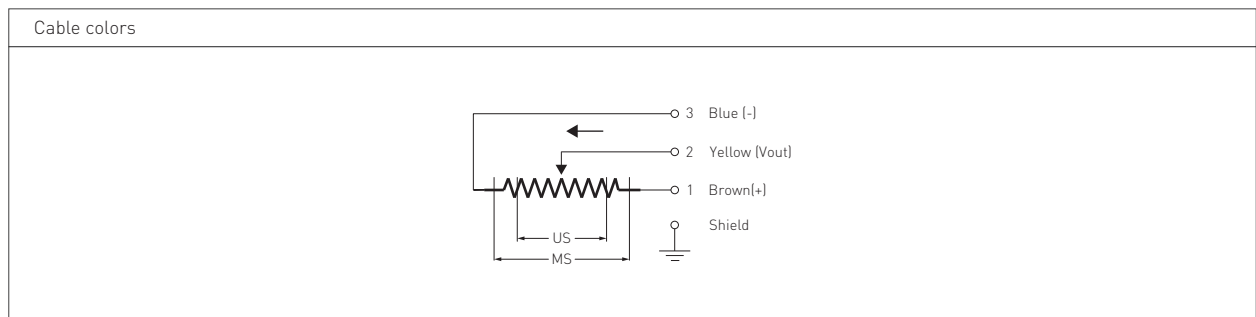 Cable colors
3 Blue (-)
2 Yellow (Vout)
1 Brown(+)
Shield
US
MS